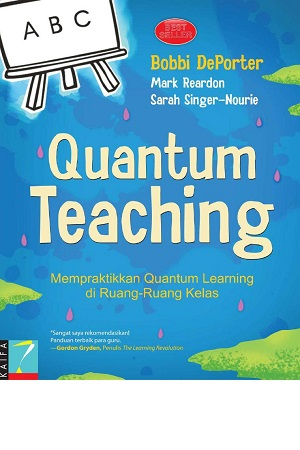 A B C
BEST
SELLER
Bobbi DePorter
Mark Reardon
Sarah Singer-Nourie
Quantum
Teaching
Mempraktikkan Quantum Learning
di Ruang-Ruang Kelas
"Sangat saya rekomendasikan!
Panduan terbaik para guru.
—Gordon Gryden, Penulis The Learning Revolution
KAIFA